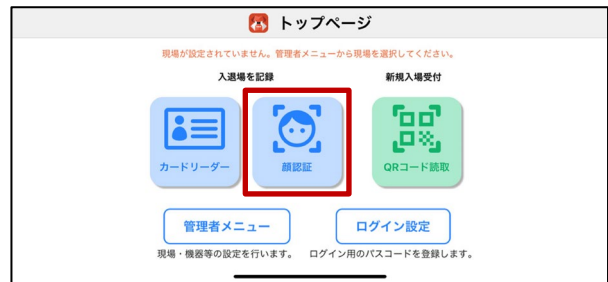 トップページ
現場が設定されていません。管理者メニューから現場を選択してください。
入退場を記録
新規入場受付
カードリーダー
顔認証
QRコード読取
管理者メニュー
ログイン設定
現場・機器等の設定を行います。
ログイン用のパスコードを登録します。